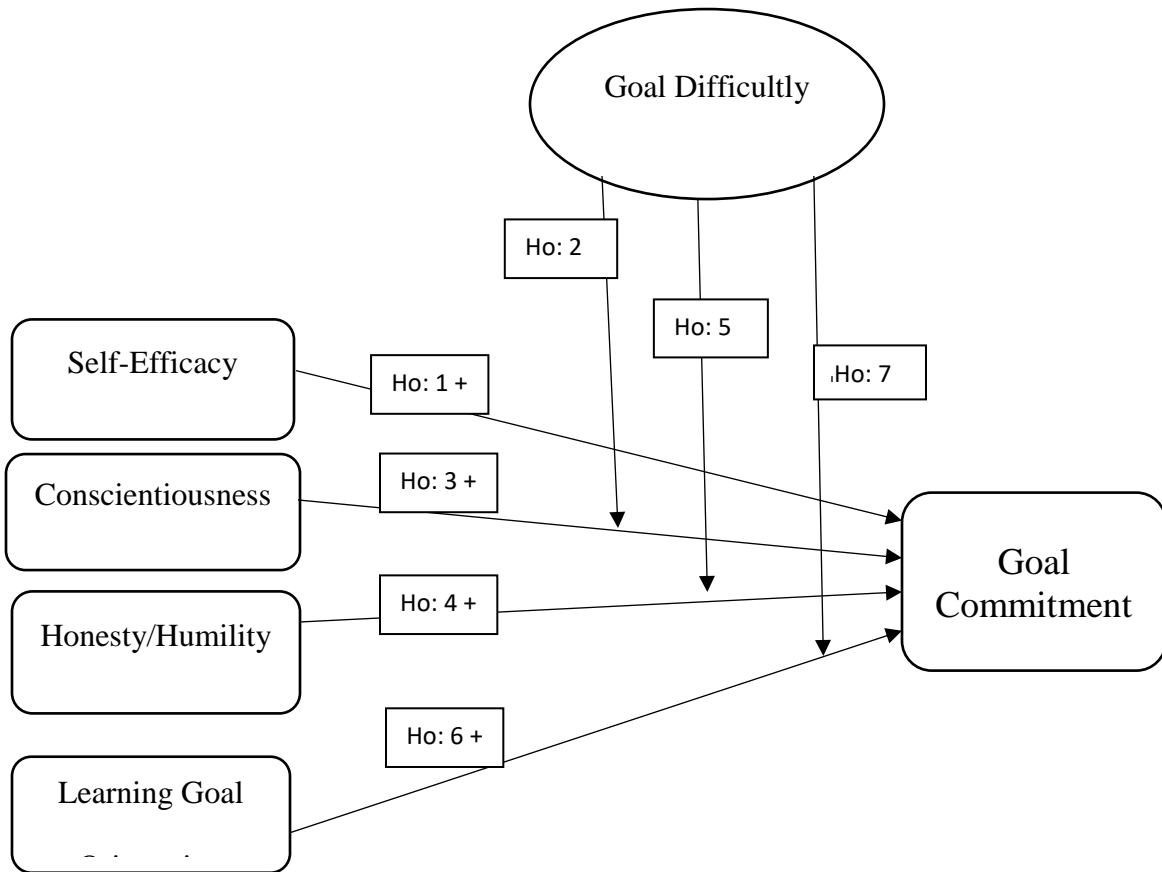 Goal Difficultly
Ho: 2
Ho: 5
Ho: 7
Self-Efficacy
Ho: 1 +
Conscientiousness
Ho: 3 +
Honesty/Humility
Ho: 4 +
Learning Goal
Ho: 6 +
Goal
Commitment